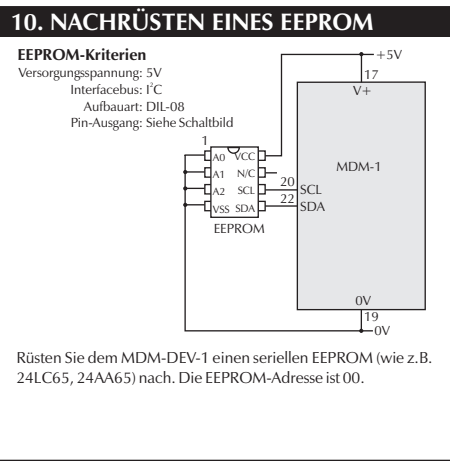 10. NACHRÜSTEN EINES EEPROM
EEPROM-Kriterien
Versorgungsspannung: 5V
Interfacebus: I²C
Aufbauart: DIL-08
Pin-Ausgang: Siehe Schaltbild
+5V
17
V+
1
A0 VCC
A1 N/C
A2 SCL
VSS SDA
EEPROM
MDM-1
20
SCL
22
SDA
0V
19
0V
Rüsten Sie dem MDM-DEV-1 einen seriellen EEPROM (wie z.B.
24LC65, 24AA65) nach. Die EEPROM-Adresse ist 00.